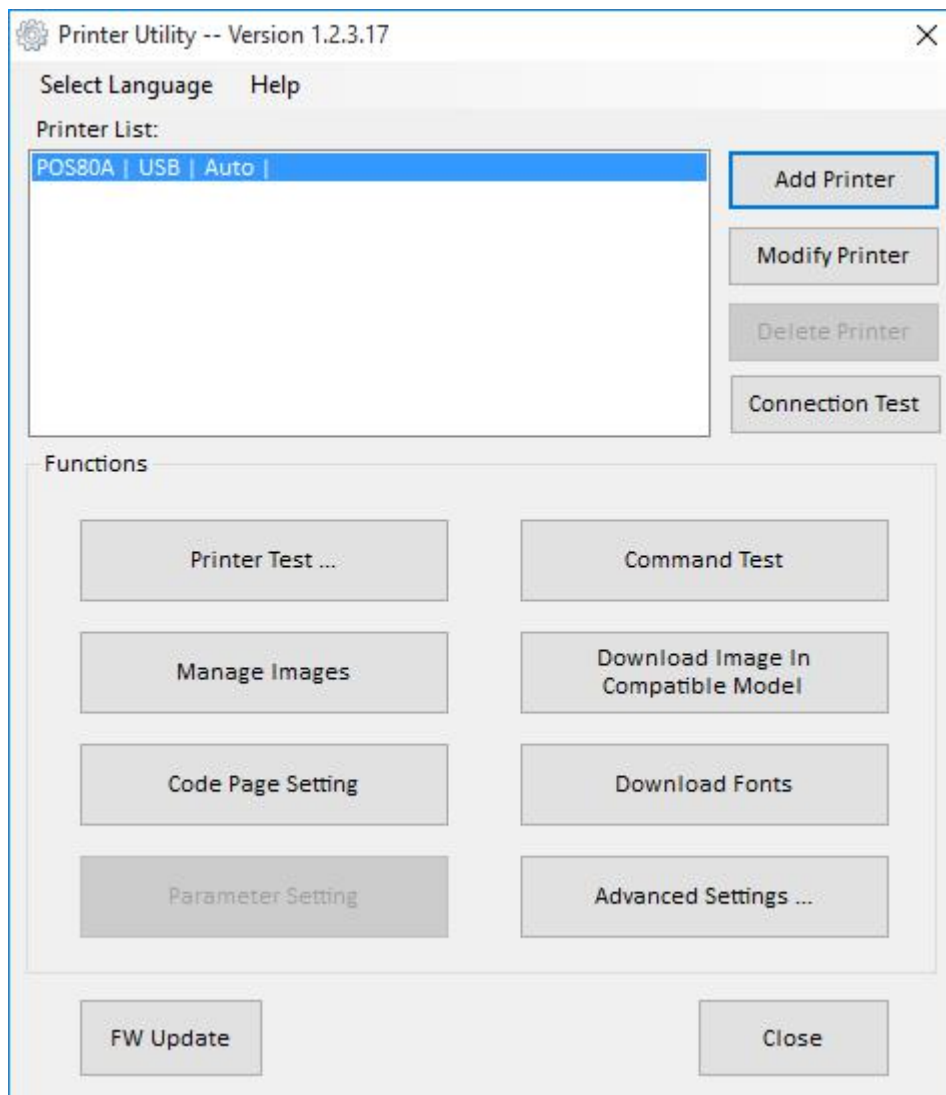 Printer Utility -- Version 1.2.3.17
Select Language Help
Printer List:
POS80A | USB | Auto |
Add Printer
Modify Printer
Delete Printer
Connection Test
Functions
Printer Test ...
Command Test
Manage Images
Download Image In
Compatible Model
Code Page Setting
Download Fonts
Parameter Setting
Advanced Settings ...
FW Update
Close